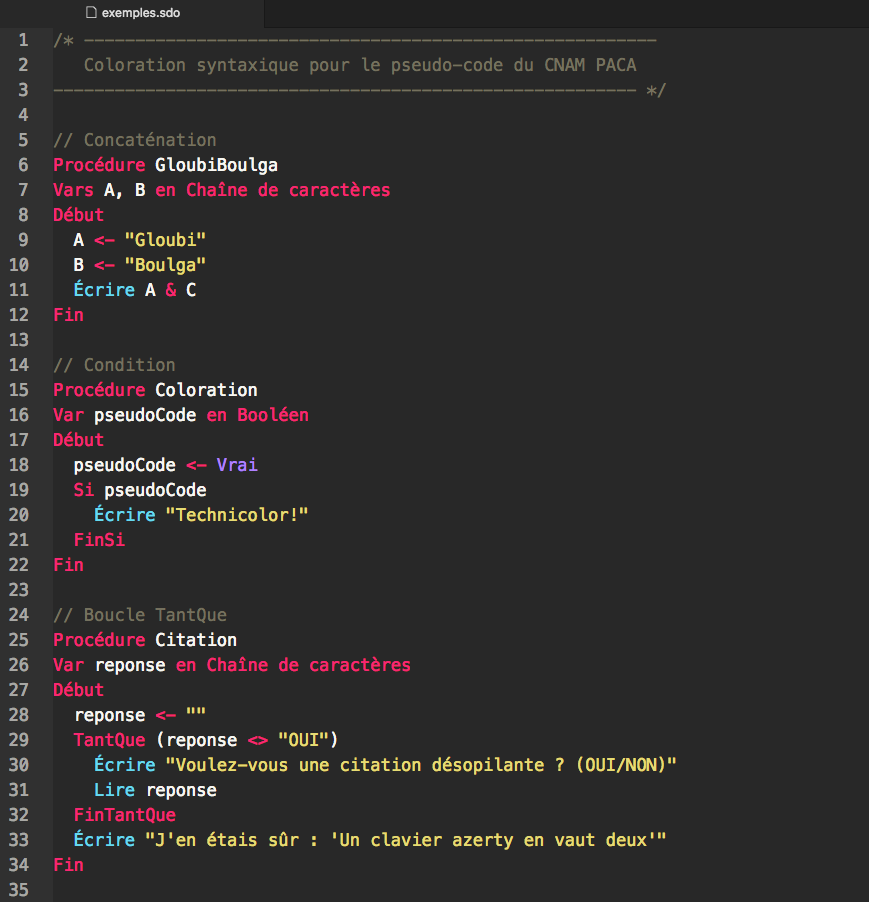 exemples.sdo
1 /* --------------------------------------------------------
2    Coloration syntaxique pour le pseudo-code du CNAM PACA
3 --------------------------------------------------------- */
4
5 // Concaténation
6 Procédure GloubiBoulga
7 Vars A, B en Chaîne de caractères
8 Début
9   A <- "Gloubi"
10   B <- "Boulga"
11   Écrire A & C
12 Fin
13
14 // Condition
15 Procédure Coloration
16 Var pseudoCode en Booléen
17 Début
18   pseudoCode <- Vrai
19   Si pseudoCode
20     Écrire "Technicolor!"
21   FinSi
22 Fin
23
24 // Boucle TantQue
25 Procédure Citation
26 Var reponse en Chaîne de caractères
27 Début
28   reponse <- ""
29   TantQue (reponse <> "OUI")
30     Écrire "Voulez-vous une citation désopilante ? (OUI/NON)"
31     Lire reponse
32   FinTantQue
33   Écrire "J'en étais sûr : 'Un clavier azerty en vaut deux'"
34 Fin
35